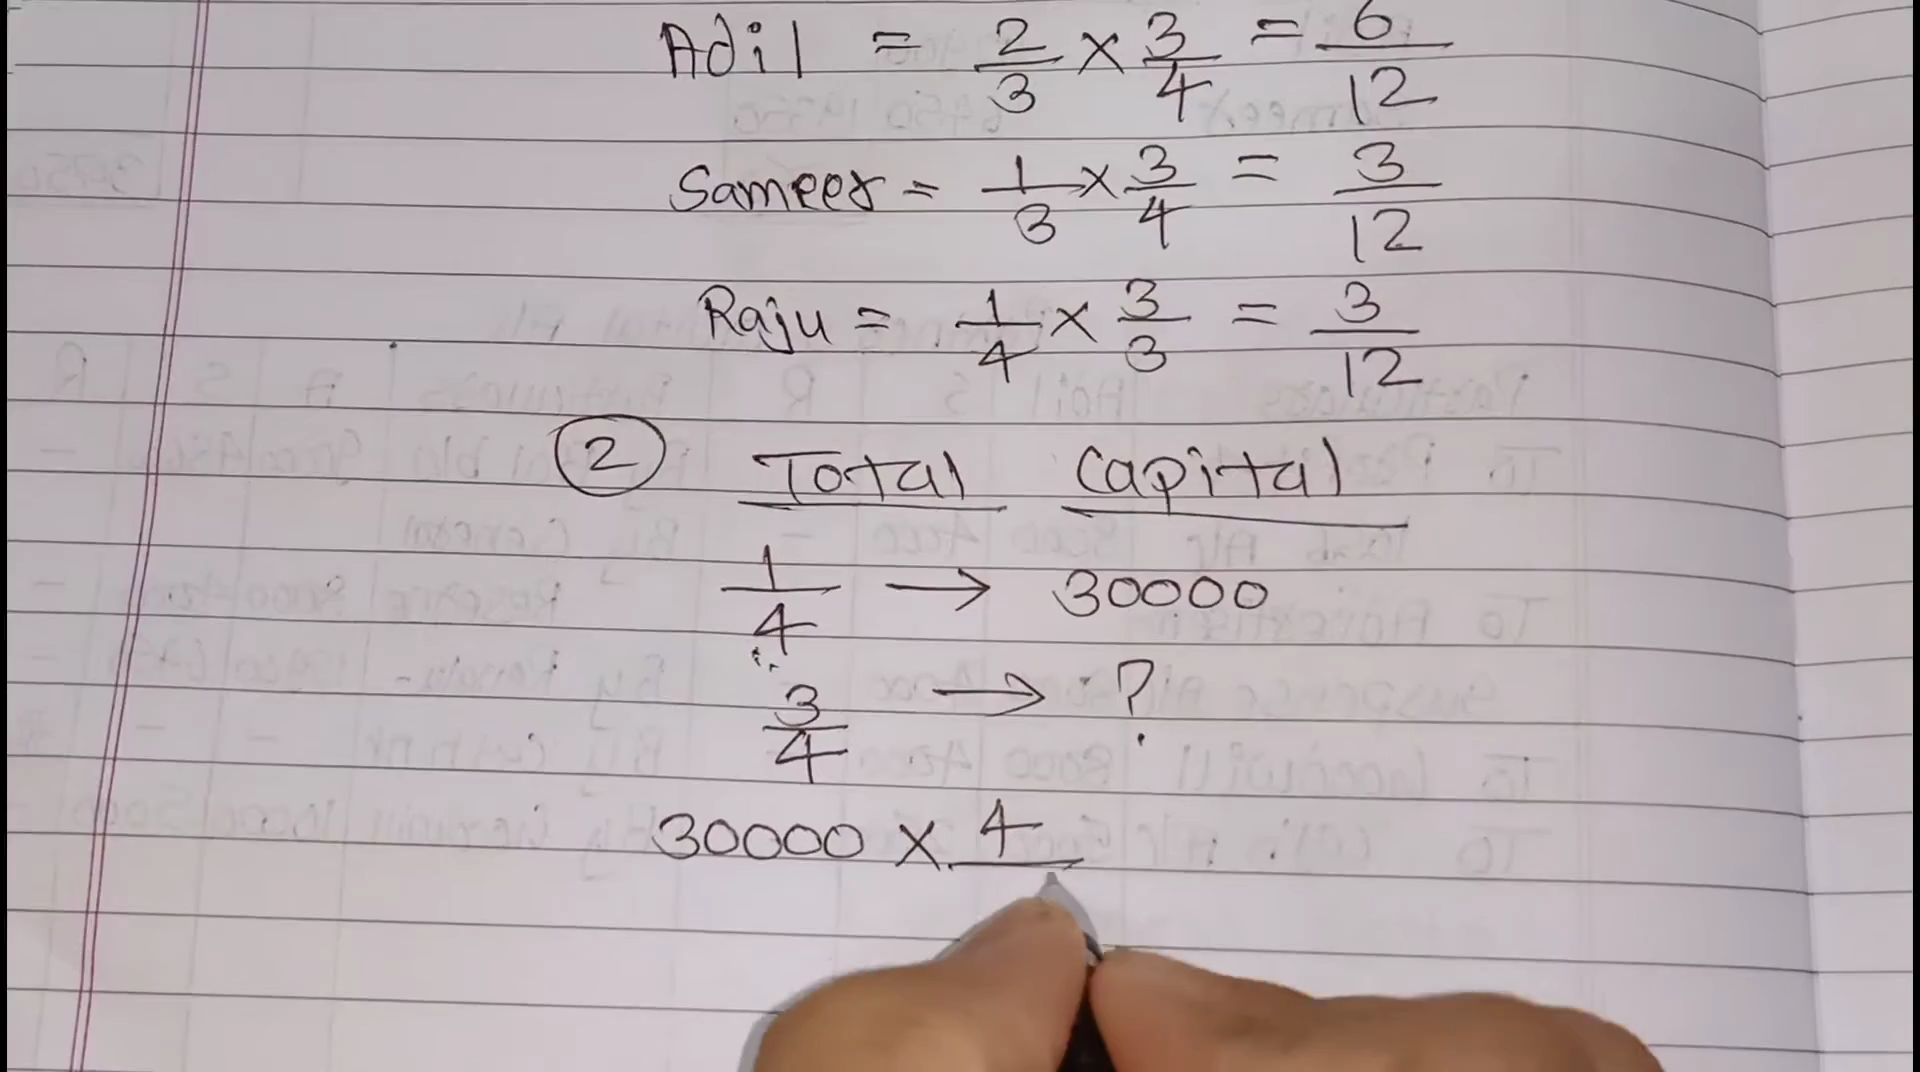 Adil = 2/3 × 3/4 = 6/12
Sameer = 1/3 × 3/4 = 3/12
Raju = 1/4 × 3/3 = 3/12
2 Total Capital
1/4 → 30000
3/4 → ?
30000 × 4/